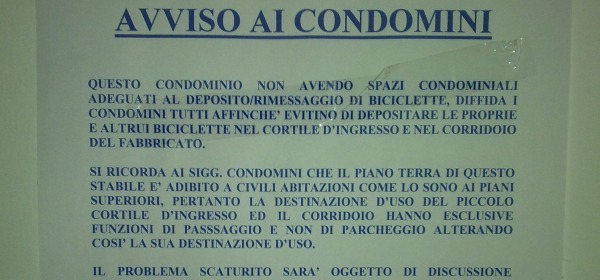 AVVISO AI CONDOMINI
QUESTO CONDOMINIO NON AVENDO SPAZI CONDOMINIALI
ADEGUATI AL DEPOSITO/RIMESSAGGIO DI BICICLETTE, DIFFIDA I
CONDOMINI TUTTI AFFINCHE' EVITINO DI DEPOSITARE LE PROPRIE
E ALTRUI BICICLETTE NEL CORTILE D'INGRESSO E NEL CORRIDOIO
DEL FABBRICATO.
SI RICORDA AI SIGG. CONDOMINI CHE IL PIANO TERRA DI QUESTO
STABILE E' ADIBITO A CIVILI ABITAZIONI COME LO SONO AI PIANI
SUPERIORI, PERTANTO LA DESTINAZIONE D'USO DEL PICCOLO
CORTILE D'INGRESSO ED IL CORRIDOIO HANNO ESCLUSIVE
FUNZIONI DI PASSSAGGIO E NON DI PARCHEGGIO ALTERANDO
COSI' LA SUA DESTINAZIONE D'USO.
IL PROBLEMA SCATURITO SARA' OGGETTO DI DISCUSSIONE